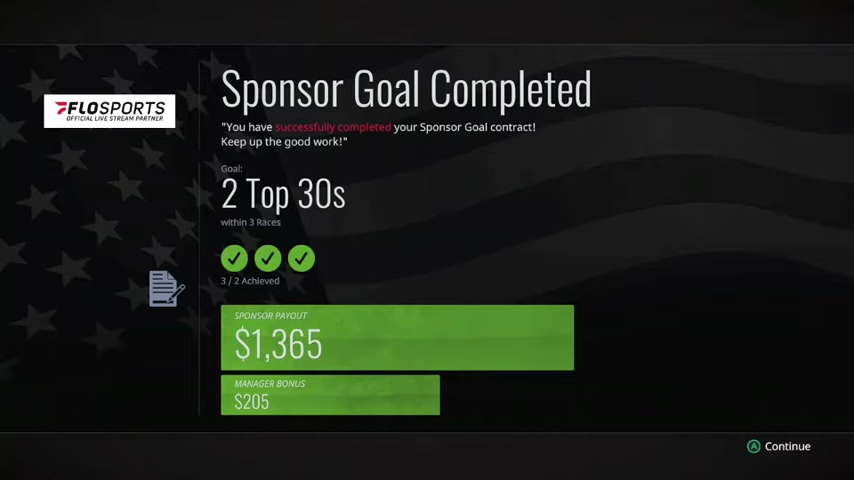 FLOSPORTS
OFFICIAL LIVE STREAM PARTNER
Sponsor Goal Completed
"You have successfully completed your Sponsor Goal contract!
Keep up the good work!"
Goal:
2 Top 30s
within 3 Races
3 / 2 Achieved
SPONSOR PAYOUT
$1,365
MANAGER BONUS
$205
A Continue